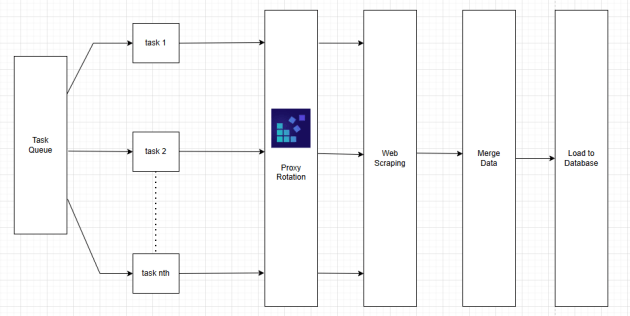 Task
Queue
task 1
task 2
task nth
Proxy
Rotation
Web
Scraping
Merge
Data
Load to
Database